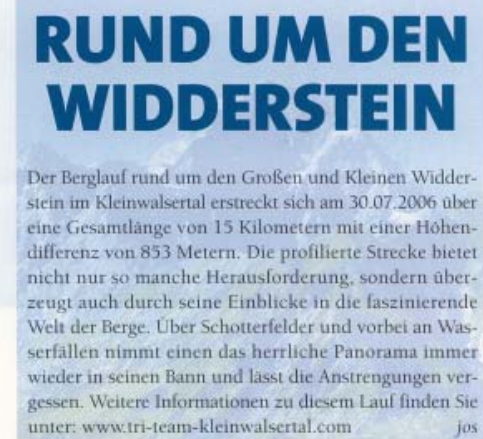 RUND UM DEN
WIDDERSTEIN
Der Berglauf rund um den Großen und Kleinen Widder-
stein im Kleinwalsertal erstreckt sich am 30.07.2006 über
eine Gesamtlänge von 15 Kilometern mit einer Höhen-
differenz von 853 Metern. Die profilierte Strecke bietet
nicht nur so manche Herausforderung, sondern über-
zeugt auch durch seine Einblicke in die faszinierende
Welt der Berge. Über Schotterfelder und vorbei an Was-
serfällen nimmt einen das herrliche Panorama immer
wieder in seinen Bann und lässt die Anstrengungen ver-
gessen. Weitere Informationen zu diesem Lauf finden Sie
unter: www.tri-team-kleinwalsertal.com jos